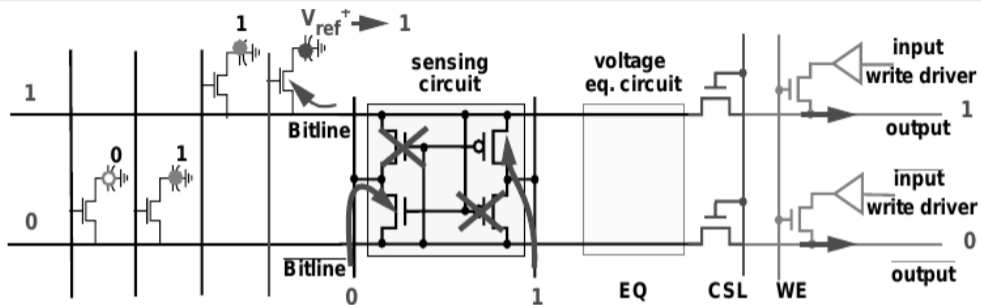 1
V_ref+ → 1
sensing
circuit
voltage
eq. circuit
input
write driver
1
Bitline
1
output
0
1
input
write driver
0
Bitline
0
output
0
1
EQ
CSL
WE